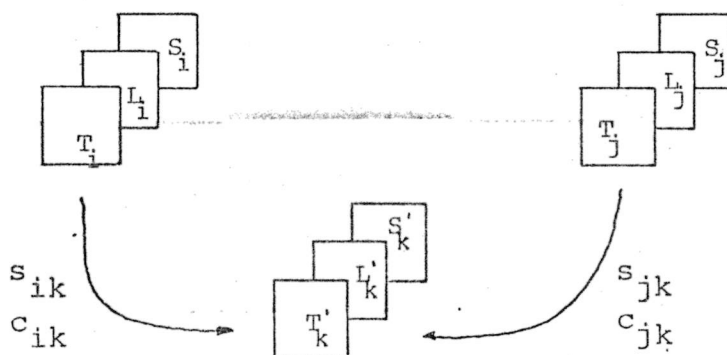 S_i S_j
L_i L_j
T_i T_j
S'_k
s_ik L'_k s_jk
c_ik T'_k c_jk